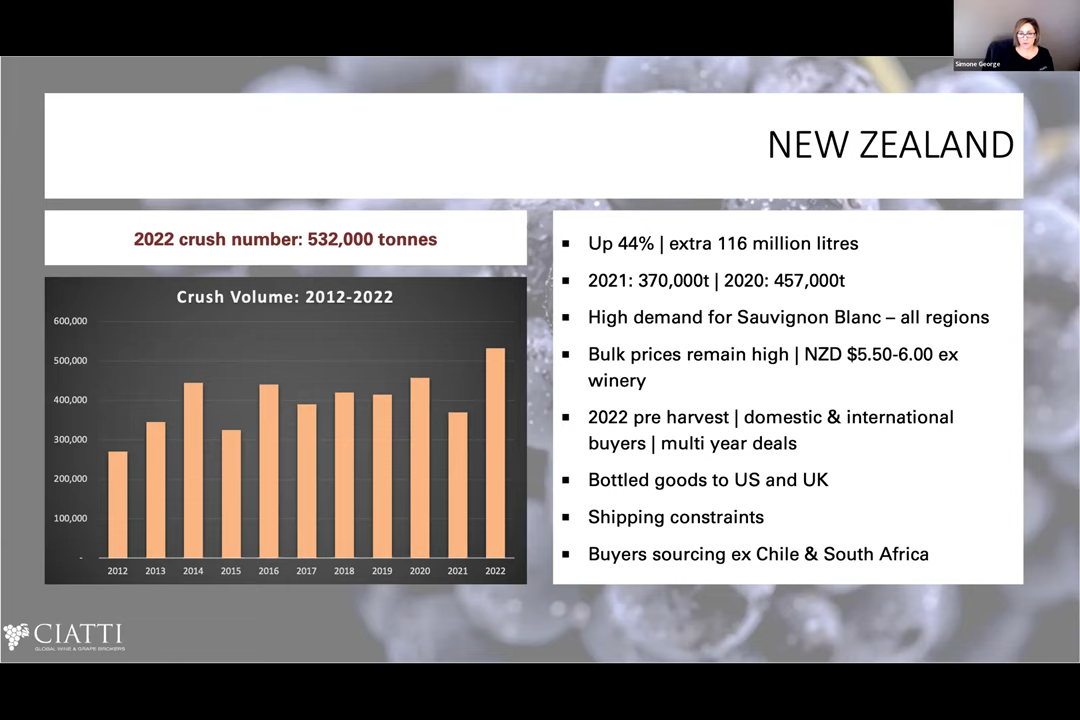 Simone George
NEW ZEALAND
2022 crush number: 532,000 tonnes
Crush Volume: 2012-2022
600,000
500,000
400,000
300,000
200,000
100,000
-
2012 2013 2014 2015 2016 2017 2018 2019 2020 2021 2022
▪ Up 44% | extra 116 million litres
▪ 2021: 370,000t | 2020: 457,000t
▪ High demand for Sauvignon Blanc – all regions
▪ Bulk prices remain high | NZD $5.50-6.00 ex
winery
▪ 2022 pre harvest | domestic & international
buyers | multi year deals
▪ Bottled goods to US and UK
▪ Shipping constraints
▪ Buyers sourcing ex Chile & South Africa
CIATTI
GLOBAL WINE & GRAPE BROKERS